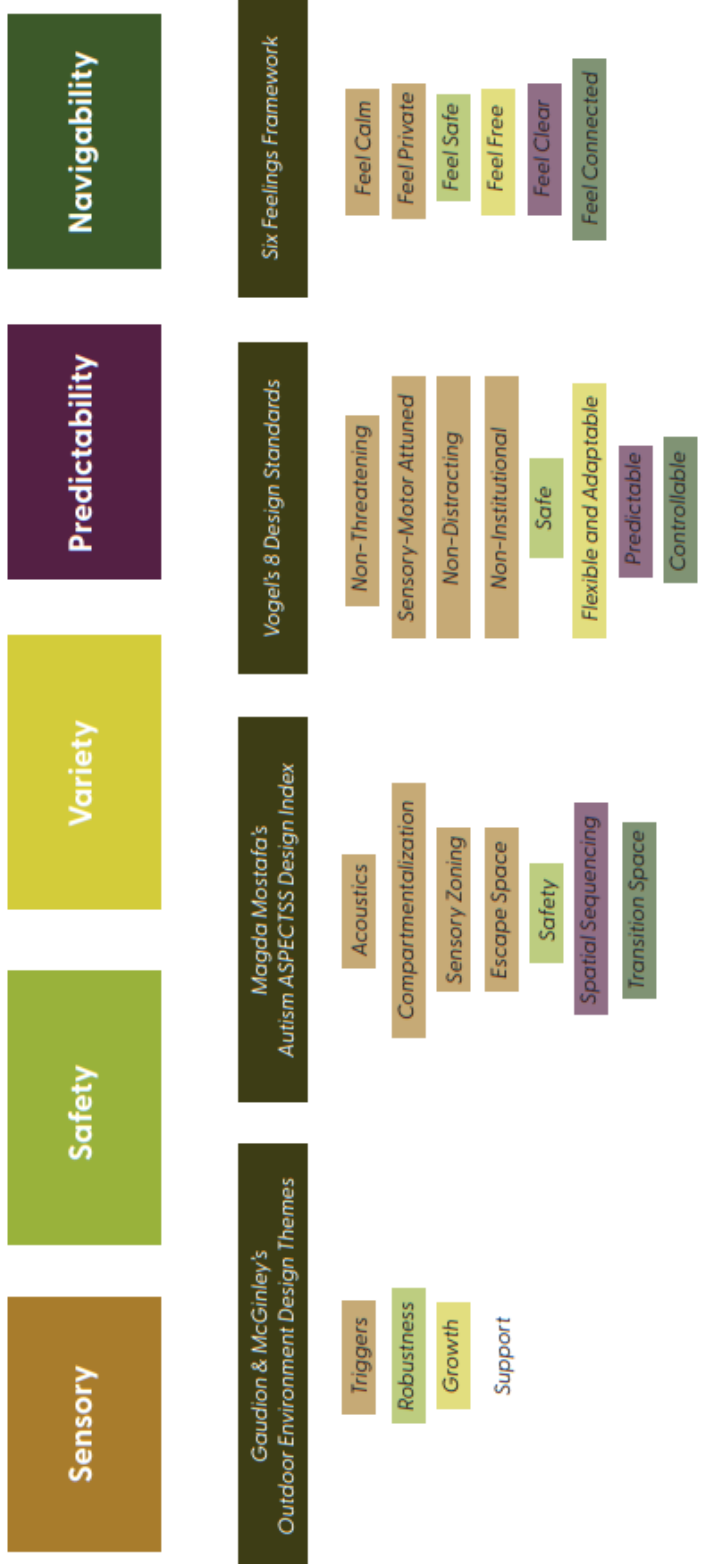 Sensory
Safety
Variety
Predictability
Navigability
Gaudion & McGinley's
Outdoor Environment Design Themes
Triggers
Robustness
Growth
Support
Magda Mostafa's
Autism ASPECTSS Design Index
Acoustics
Compartmentalization
Sensory Zoning
Escape Space
Safety
Spatial Sequencing
Transition Space
Vogel's 8 Design Standards
Non-Threatening
Sensory-Motor Attuned
Non-Distracting
Non-Institutional
Safe
Flexible and Adaptable
Predictable
Controllable
Six Feelings Framework
Feel Calm
Feel Private
Feel Safe
Feel Free
Feel Clear
Feel Connected